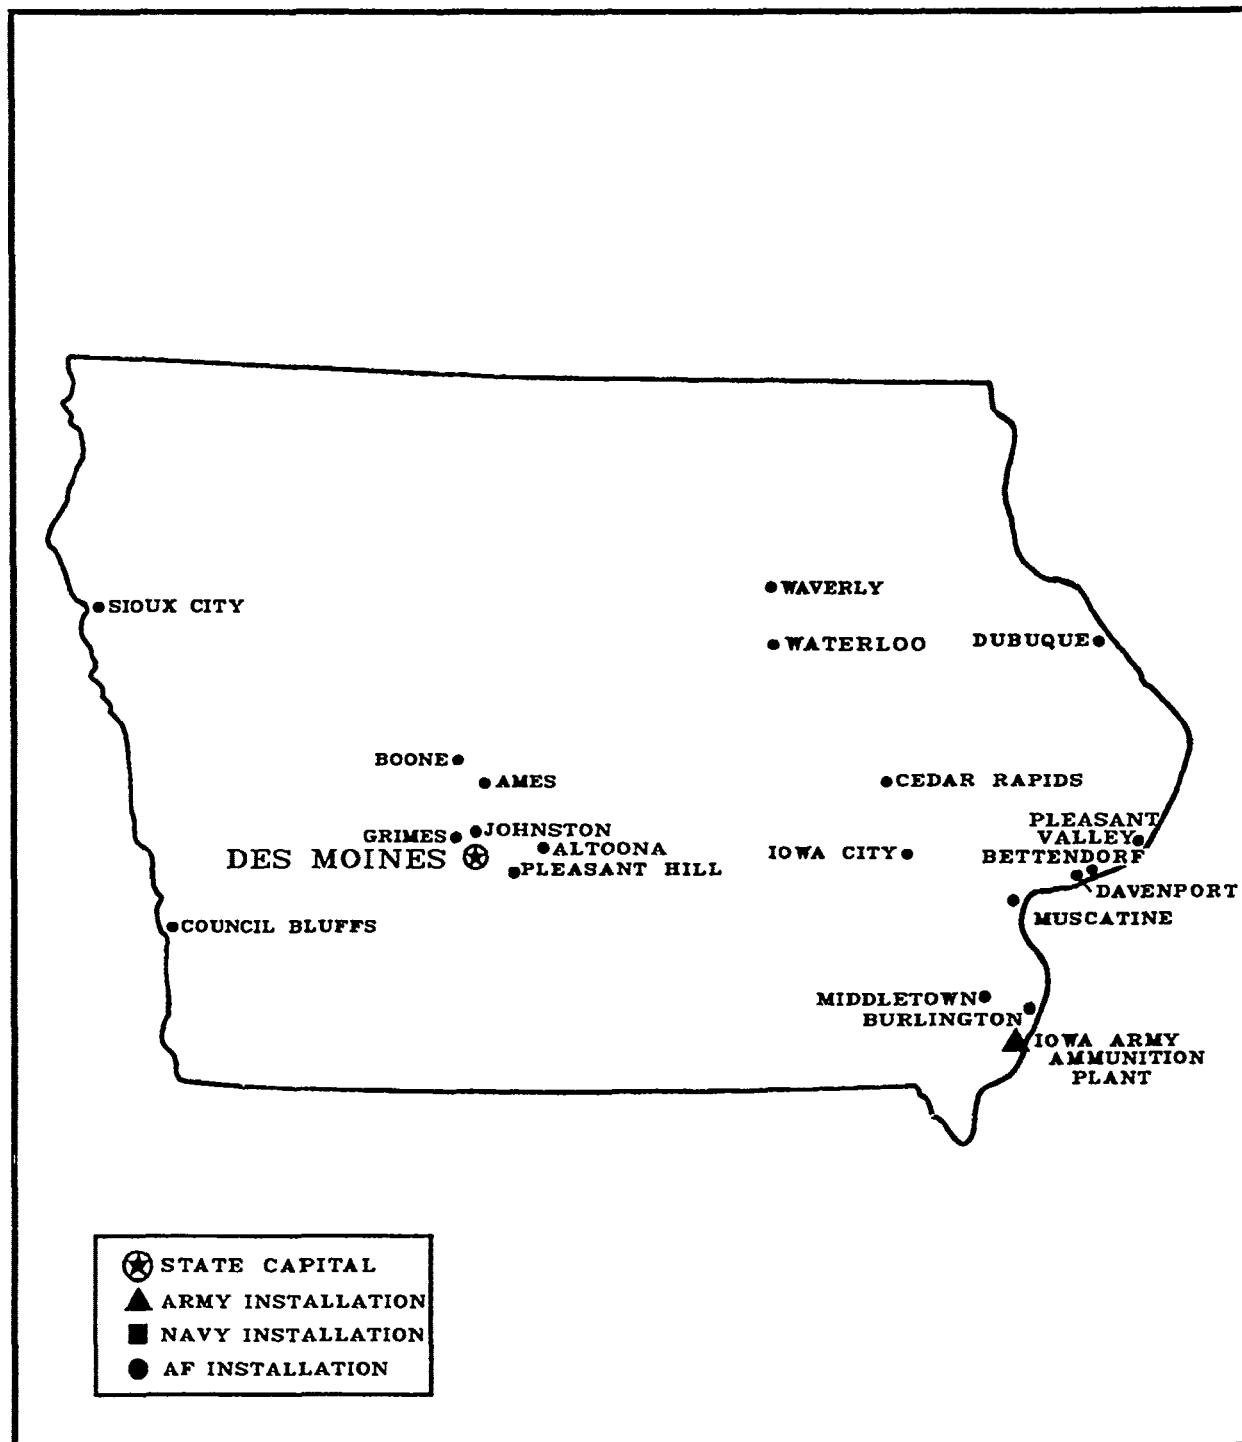 WAVERLY
SIOUX CITY
WATERLOO
DUBUQUE
BOONE
AMES
CEDAR RAPIDS
PLEASANT
VALLEY
JOHNSTON
GRIMES
ALTOONA
DES MOINES
IOWA CITY
BETTENDORF
PLEASANT HILL
DAVENPORT
MUSCATINE
COUNCIL BLUFFS
MIDDLETOWN
BURLINGTON
IOWA ARMY
AMMUNITION
PLANT
STATE CAPITAL
ARMY INSTALLATION
NAVY INSTALLATION
AF INSTALLATION